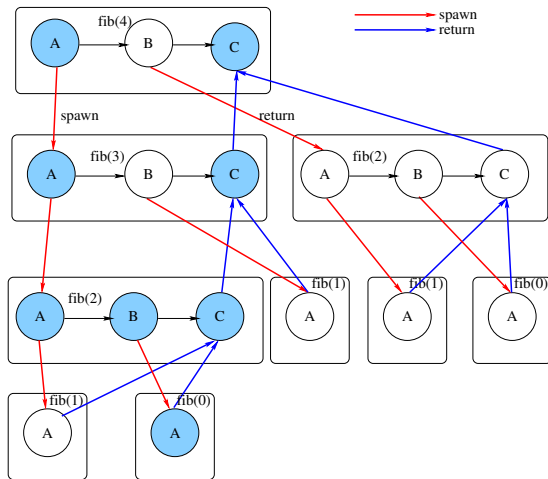 spawn
return
fib(4)
A
B
C
spawn
return
fib(3)
A
B
C
fib(2)
A
B
C
fib(2)
A
B
C
fib(1)
A
fib(1)
A
fib(0)
A
fib(1)
A
fib(0)
A